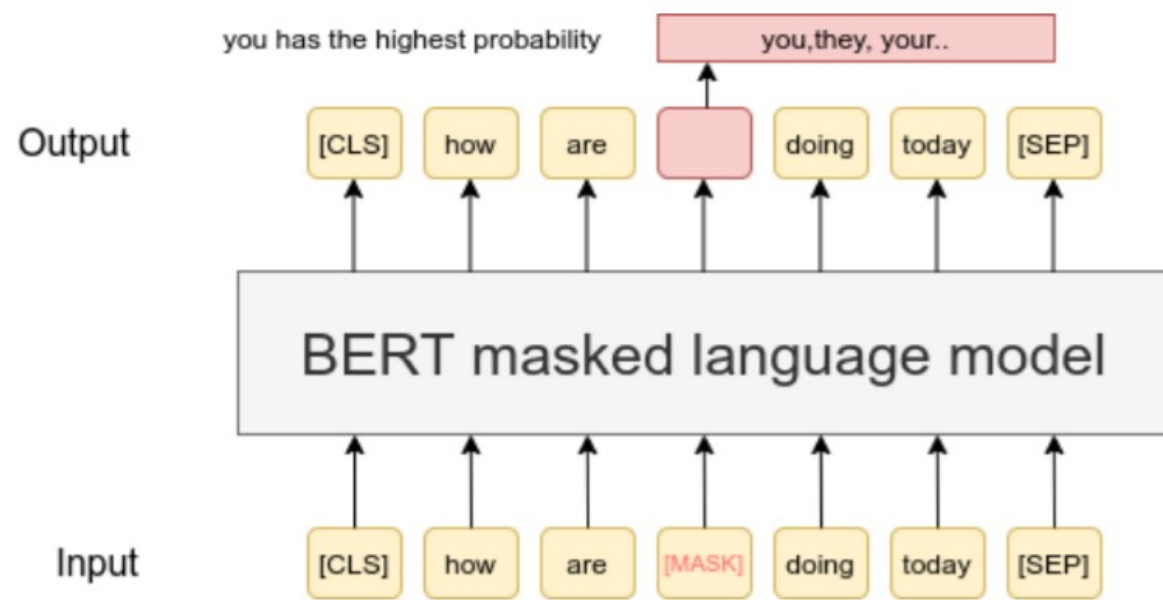 you has the highest probability
you,they, your..
Output
[CLS] how are doing today [SEP]
BERT masked language model
Input
[CLS] how are [MASK] doing today [SEP]